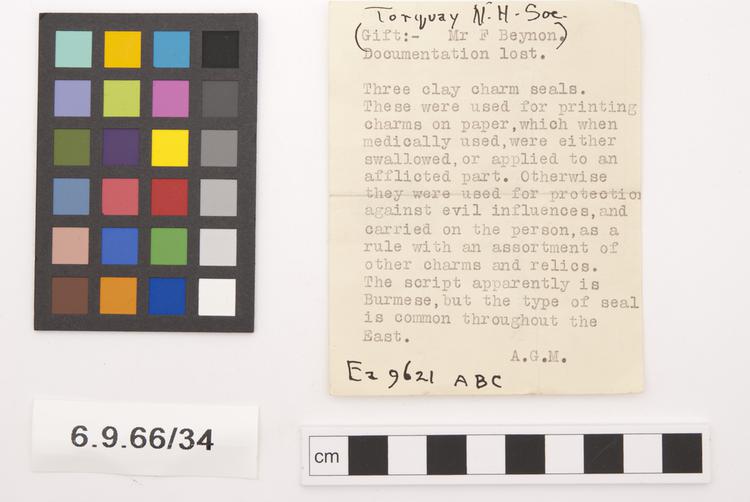 Torquay N.H.Soc.
(Gift:- Mr F Beynon.)
Documentation lost.
Three clay charm seals.
These were used for printing
charms on paper,which when
medically used,were either
swallowed,or applied to an
afflicted part. Otherwise
they were used for protection
against evil influences,and
carried on the person,as a
rule with an assortment of
other charms and relics.
The script apparently is
Burmese,but the type of seal
is common throughout the
East.
A.G.M.
Ez 9621 ABC
6.9.66/34
cm